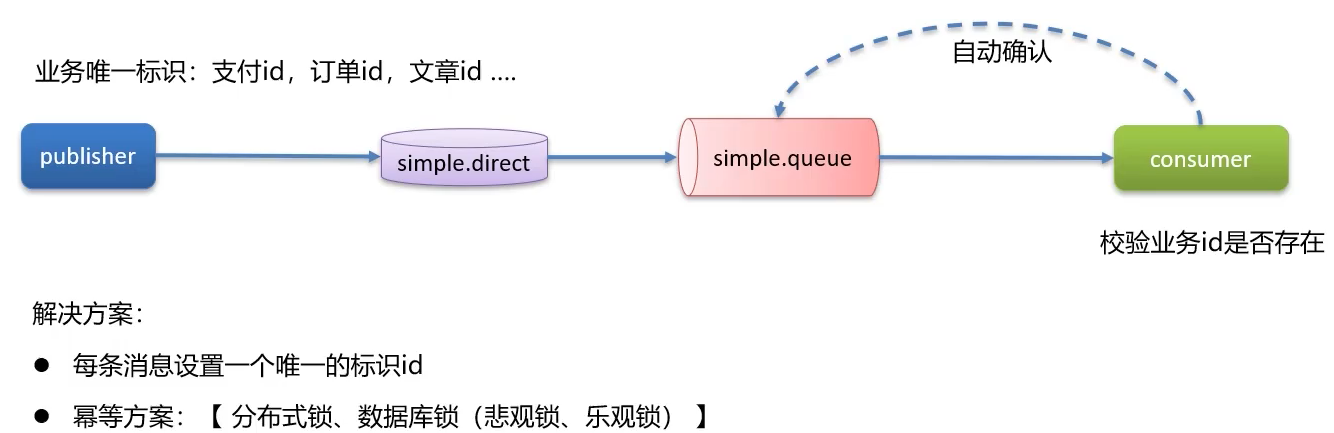 自动确认
业务唯一标识：支付id，订单id，文章id ....
publisher
simple.direct
simple.queue
consumer
校验业务id是否存在
解决方案：
● 每条消息设置一个唯一的标识id
● 幂等方案：【 分布式锁、数据库锁（悲观锁、乐观锁） 】